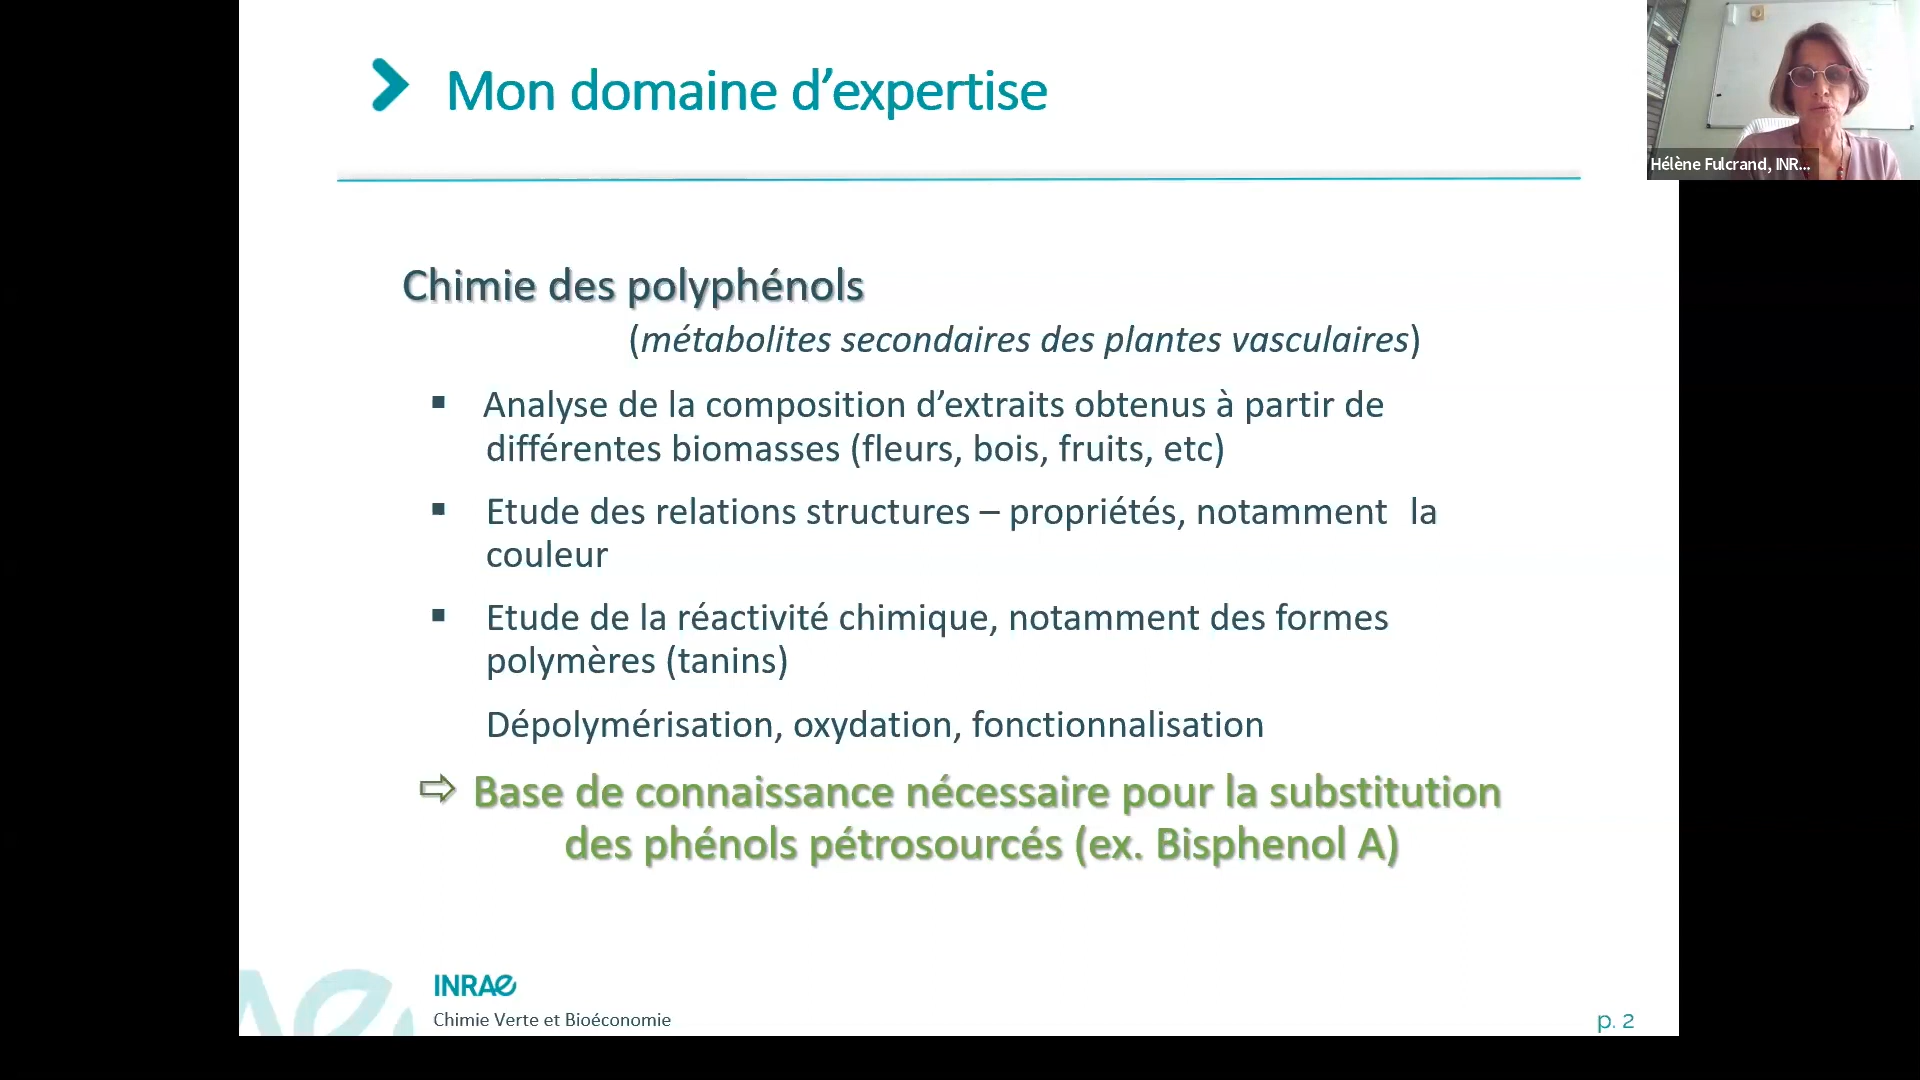 Mon domaine d’expertise
Hélène Fulcrand, INR...
Chimie des polyphénols
(métabolites secondaires des plantes vasculaires)
▪ Analyse de la composition d’extraits obtenus à partir de
différentes biomasses (fleurs, bois, fruits, etc)
▪ Etude des relations structures – propriétés, notamment la
couleur
▪ Etude de la réactivité chimique, notamment des formes
polymères (tanins)
Dépolymérisation, oxydation, fonctionnalisation
⇨ Base de connaissance nécessaire pour la substitution
des phénols pétrosourcés (ex. Bisphenol A)
INRAE
Chimie Verte et Bioéconomie
p. 2